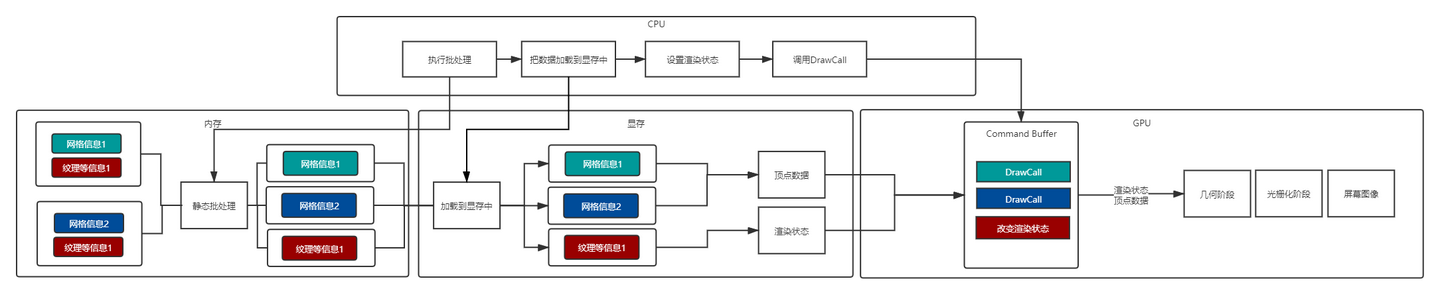 CPU
执行批处理
把数据加载到显存中
设置渲染状态
调用DrawCall
内存
网格信息1
纹理等信息1
网格信息2
纹理等信息1
静态批处理
网格信息1
网格信息2
纹理等信息1
显存
加载到显存中
网格信息1
网格信息2
纹理等信息1
顶点数据
渲染状态
GPU
Command Buffer
DrawCall
DrawCall
改变渲染状态
渲染状态
顶点数据
几何阶段
光栅化阶段
屏幕图像